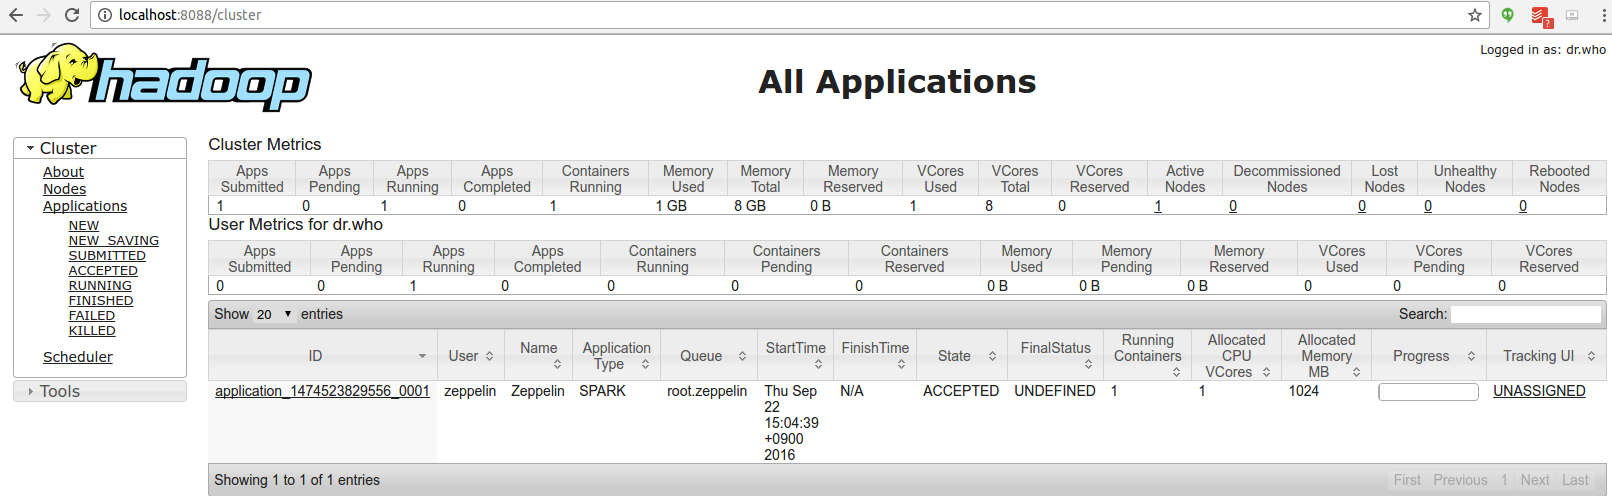 localhost:8088/cluster
?
hadoop
All Applications
Logged in as: dr.who
Cluster
About
Nodes
Applications
NEW
NEW_SAVING
SUBMITTED
ACCEPTED
RUNNING
FINISHED
FAILED
KILLED
Scheduler
Tools
Cluster Metrics
Apps Submitted Apps Pending Apps Running Apps Completed Containers Running Memory Used Memory Total Memory Reserved VCores Used VCores Total VCores Reserved Active Nodes Decommissioned Nodes Lost Nodes Unhealthy Nodes Rebooted Nodes
1 0 1 0 1 1 GB 8 GB 0 B 1 8 0 1 0 0 0 0
User Metrics for dr.who
Apps Submitted Apps Pending Apps Running Apps Completed Containers Running Containers Pending Containers Reserved Memory Used Memory Pending Memory Reserved VCores Used VCores Pending VCores Reserved
0 0 1 0 0 0 0 0 B 0 B 0 B 0 0 0
Show 20 entries Search:
ID User Name Application Type Queue StartTime FinishTime State FinalStatus Running Containers Allocated CPU VCores Allocated Memory MB Progress Tracking UI
application_1474523829556_0001 zeppelin Zeppelin SPARK root.zeppelin Thu Sep 22 15:04:39 +0900 2016 N/A ACCEPTED UNDEFINED 1 1 1024 UNASSIGNED
Showing 1 to 1 of 1 entries First Previous 1 Next Last